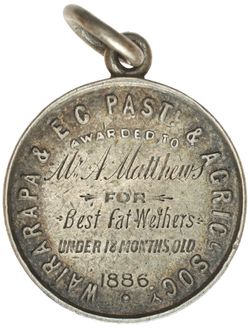 WAIRARAPA & E C PAST.L & AGRIC.L SOCY
AWARDED TO
Mr A Matthews
FOR
Best Fat Wethers
UNDER 18 MONTHS, OLD
1886